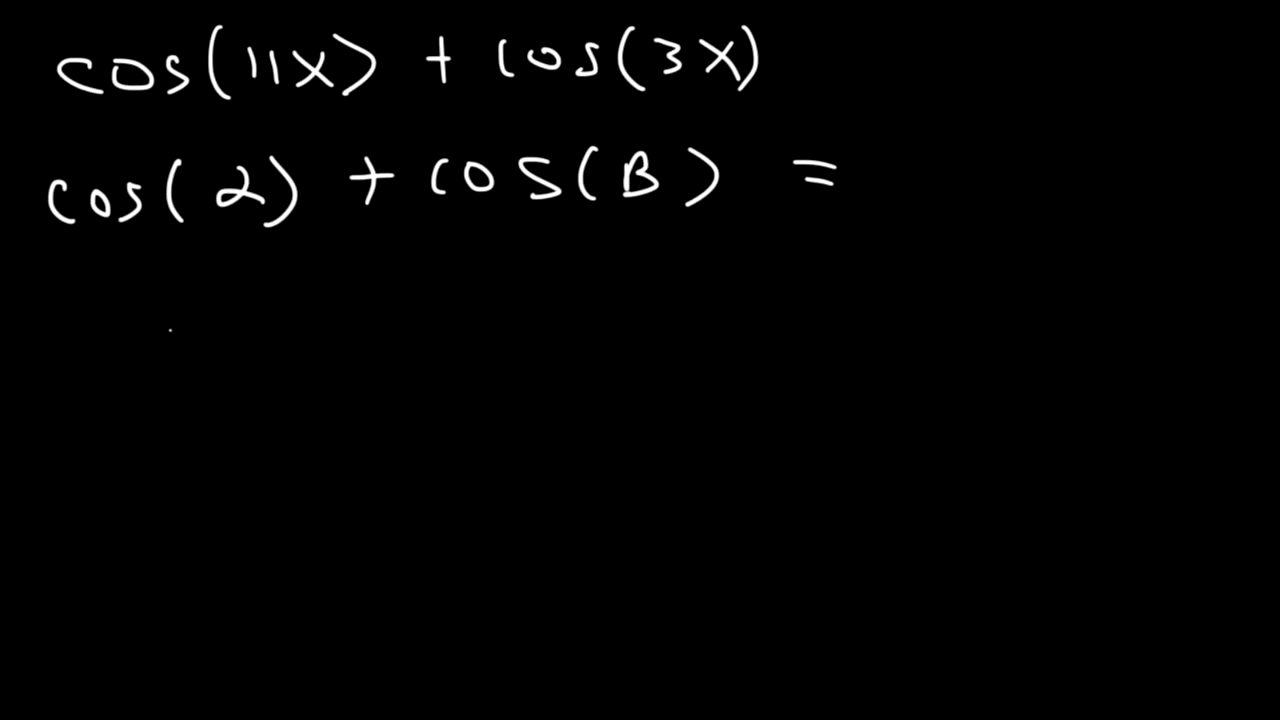 cos(11x) + cos(3x)
cos(α) + cos(β) =